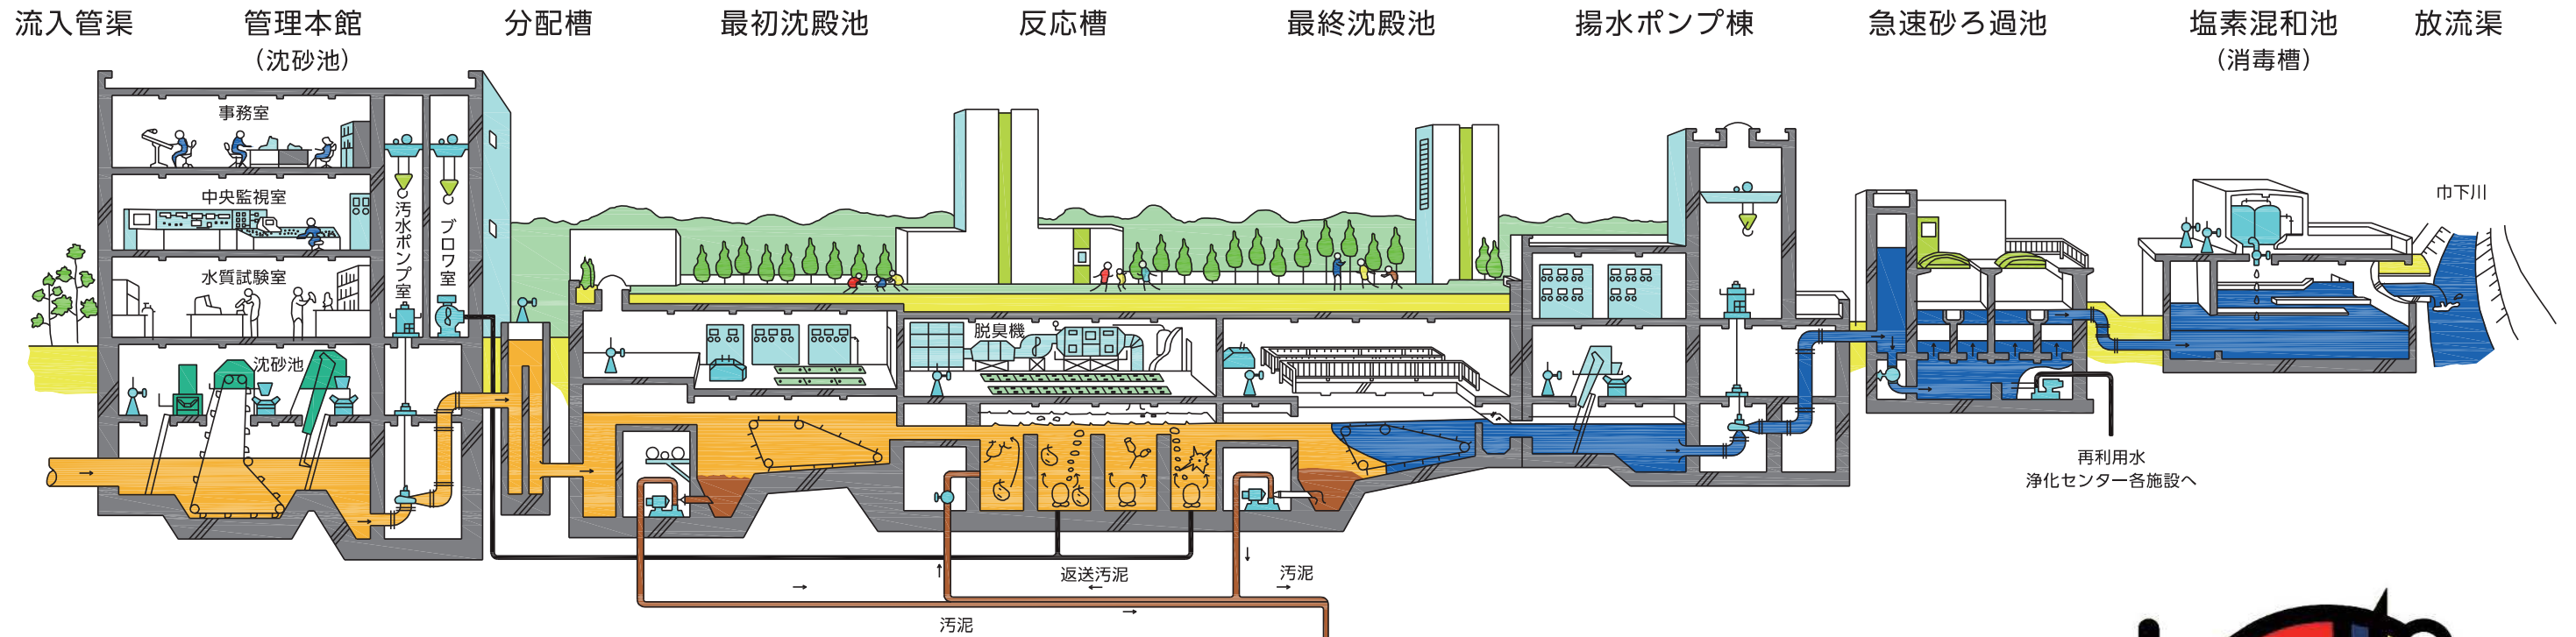 流入管渠
管理本館
（沈砂池）
分配槽
最初沈殿池
反応槽
最終沈殿池
揚水ポンプ棟
急速砂ろ過池
塩素混和池
（消毒槽）
放流渠
事務室
中央監視室
水質試験室
沈砂池
汚水ポンプ室
ブロワ室
脱臭機
巾下川
再利用水
浄化センター各施設へ
返送汚泥
汚泥
汚泥